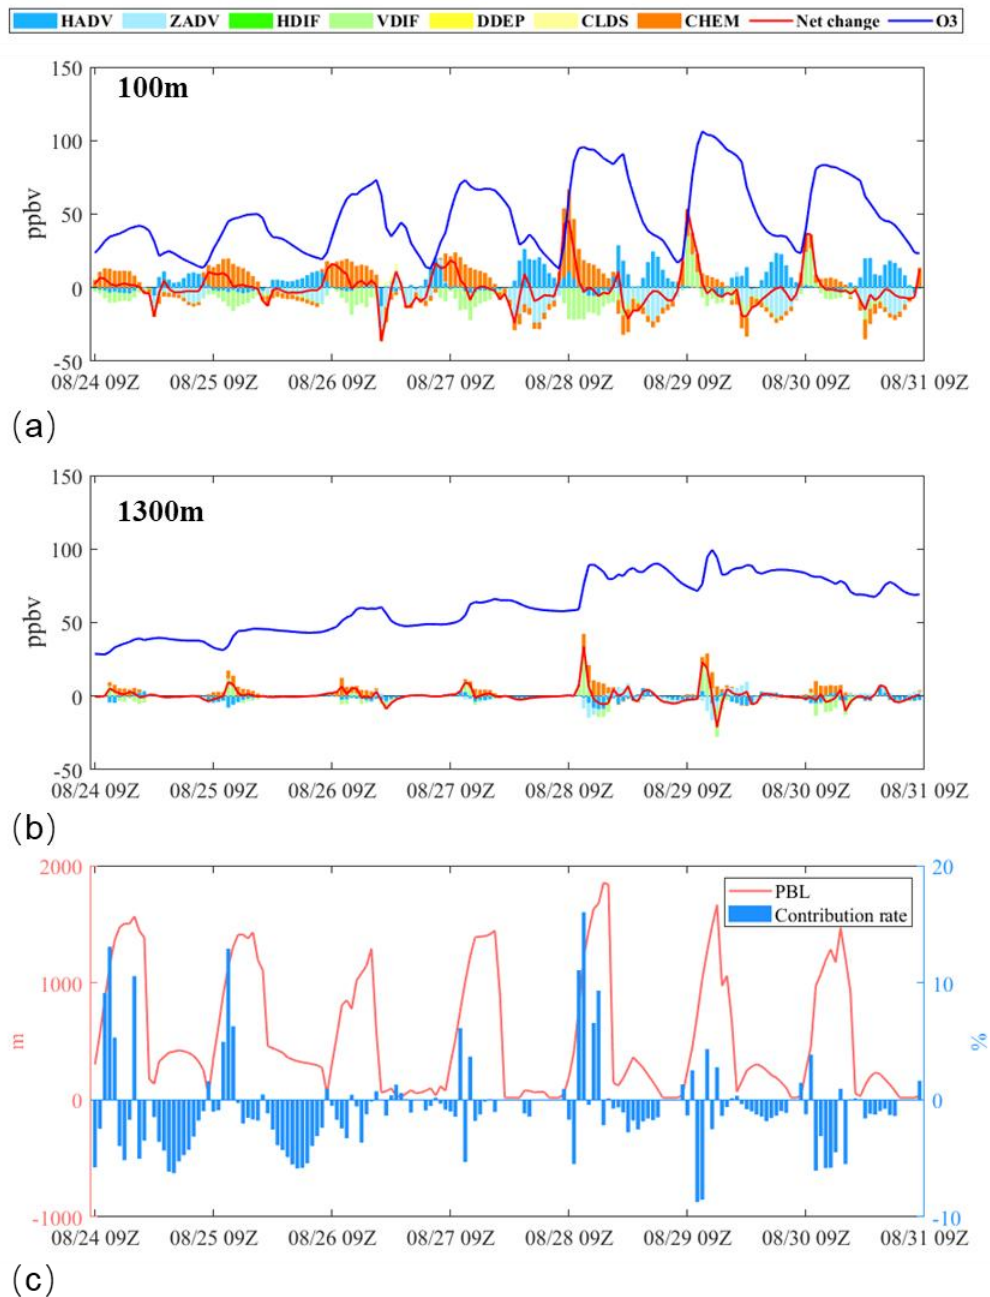 HADV ZADV HDIF VDIF DDEP CLDS CHEM Net change O3
150
100m
100
ppbv
50
0
-50
08/24 09Z 08/25 09Z 08/26 09Z 08/27 09Z 08/28 09Z 08/29 09Z 08/30 09Z 08/31 09Z
(a)
150
1300m
100
ppbv
50
0
-50
08/24 09Z 08/25 09Z 08/26 09Z 08/27 09Z 08/28 09Z 08/29 09Z 08/30 09Z 08/31 09Z
(b)
2000 20
PBL
Contribution rate
1000 10
m %
0 0
-1000 -10
08/24 09Z 08/25 09Z 08/26 09Z 08/27 09Z 08/28 09Z 08/29 09Z 08/30 09Z 08/31 09Z
(c)